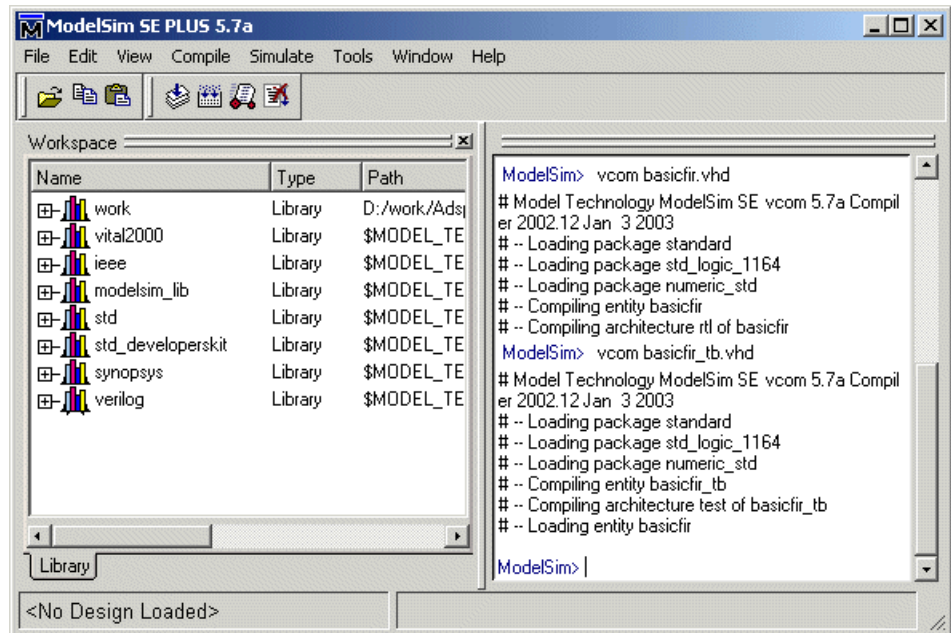 ModelSim SE PLUS 5.7a
File Edit View Compile Simulate Tools Window Help
Workspace
Name Type Path
work Library D:/work/Adsp
vital2000 Library $MODEL_TE
ieee Library $MODEL_TE
modelsim_lib Library $MODEL_TE
std Library $MODEL_TE
std_developerskit Library $MODEL_TE
synopsys Library $MODEL_TE
verilog Library $MODEL_TE
Library
ModelSim> vcom basicfir.vhd
# Model Technology ModelSim SE vcom 5.7a Compil
er 2002.12 Jan 3 2003
# -- Loading package standard
# -- Loading package std_logic_1164
# -- Loading package numeric_std
# -- Compiling entity basicfir
# -- Compiling architecture rtl of basicfir
ModelSim> vcom basicfir_tb.vhd
# Model Technology ModelSim SE vcom 5.7a Compil
er 2002.12 Jan 3 2003
# -- Loading package standard
# -- Loading package std_logic_1164
# -- Loading package numeric_std
# -- Compiling entity basicfir_tb
# -- Compiling architecture test of basicfir_tb
# -- Loading entity basicfir
ModelSim>
<No Design Loaded>